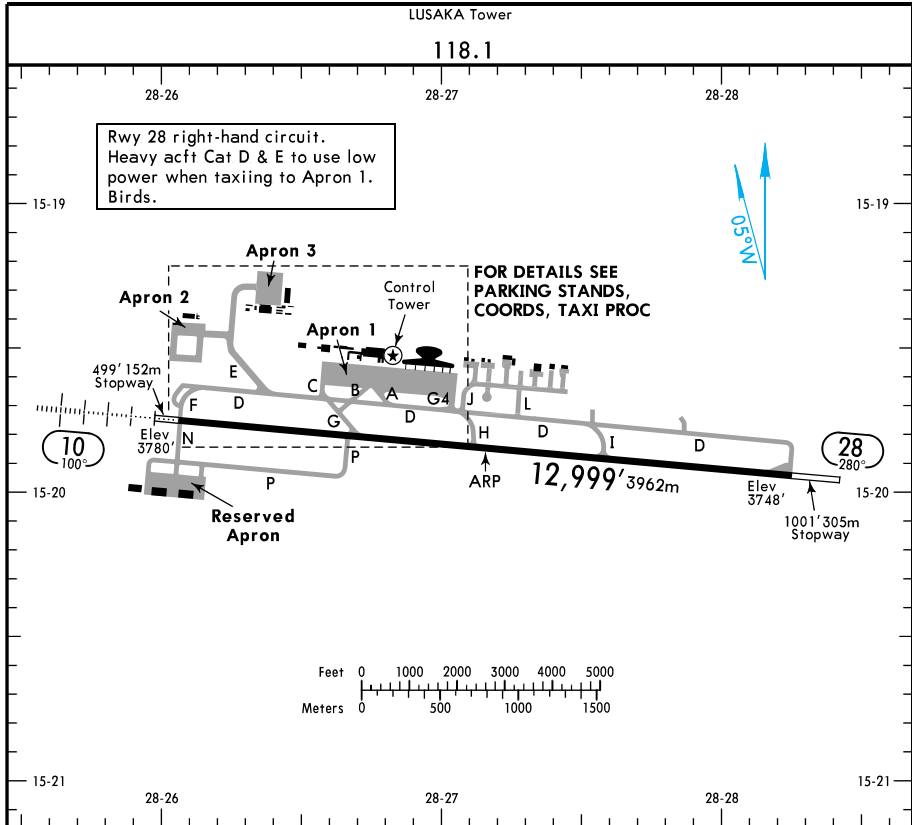 LUSAKA Tower
118.1
28-26
28-27
28-28
Rwy 28 right-hand circuit.
Heavy acft Cat D & E to use low
power when taxiing to Apron 1.
Birds.
15-19
15-19
05°W
Apron 3
FOR DETAILS SEE
PARKING STANDS,
COORDS, TAXI PROC
Control
Tower
Apron 2
Apron 1
499' 152m
Stopway
E
C
B
A
G4
J
L
F
D
G
D
H
D
I
D
10
100°
Elev
3780'
N
P
P
ARP
12,999' 3962m
28
280°
Elev
3748'
15-20
15-20
1001' 305m
Stopway
Reserved
Apron
Feet 0 1000 2000 3000 4000 5000
Meters 0 500 1000 1500
15-21
15-21
28-26
28-27
28-28